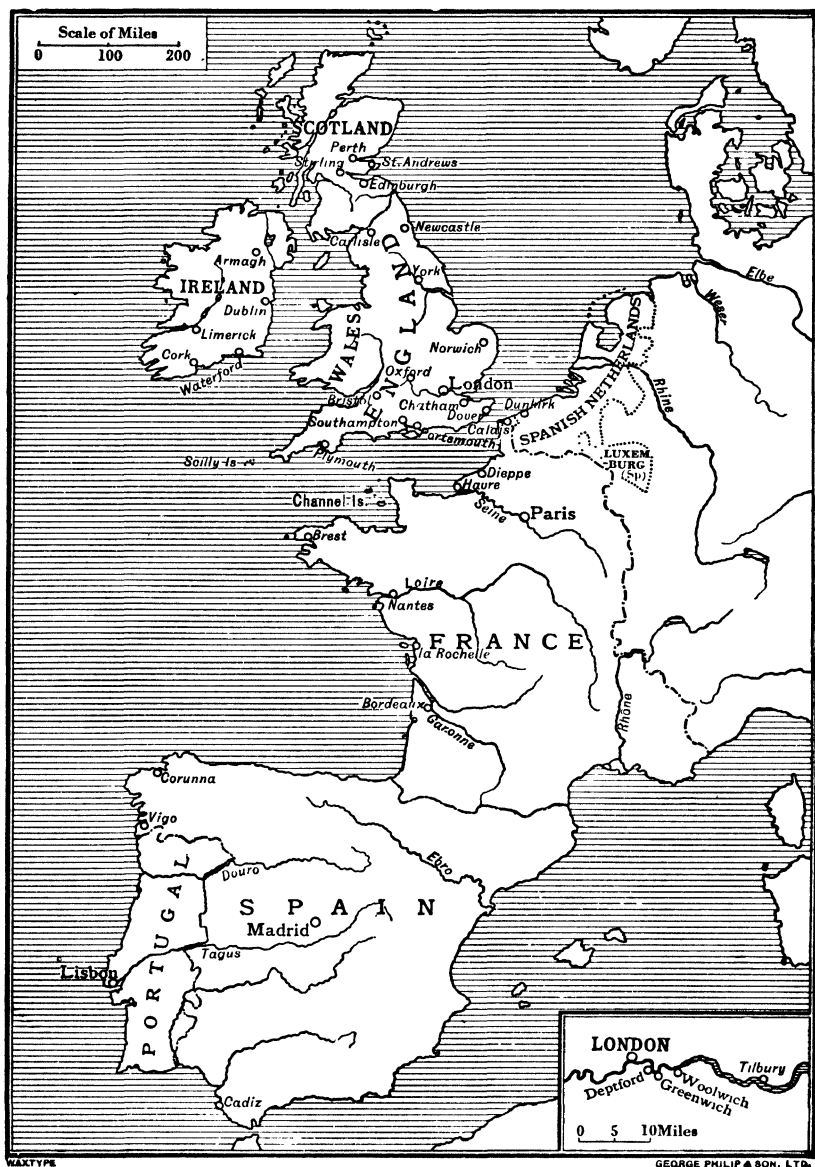 Scale of Miles
0 100 200
SCOTLAND
Perth
Stirling
St. Andrews
Edinburgh
Newcastle
Carlisle
Armagh
York
IRELAND
Dublin
ENGLAND
Limerick
WALES
Norwich
Cork
Waterford
Oxford
London
Bristol
Chatham
Dover
Dunkirk
Southampton
Portsmouth
Calais
Plymouth
Scilly Is.
SPANISH NETHERLANDS
Elbe
Weser
Rhine
LUXEM-
BURG
(Sp)
Dieppe
Havre
Channel Is.
Seine
Paris
Brest
Loire
Nantes
FRANCE
la Rochelle
Bordeaux
Garonne
Rhône
Corunna
Vigo
Ebro
Douro
PORTUGAL
SPAIN
Madrid
Tagus
Lisbon
Cadiz
LONDON
Tilbury
Deptford
Woolwich
Greenwich
0 5 10 Miles
WAXTYPE
GEORGE PHILIP & SON, LTD.